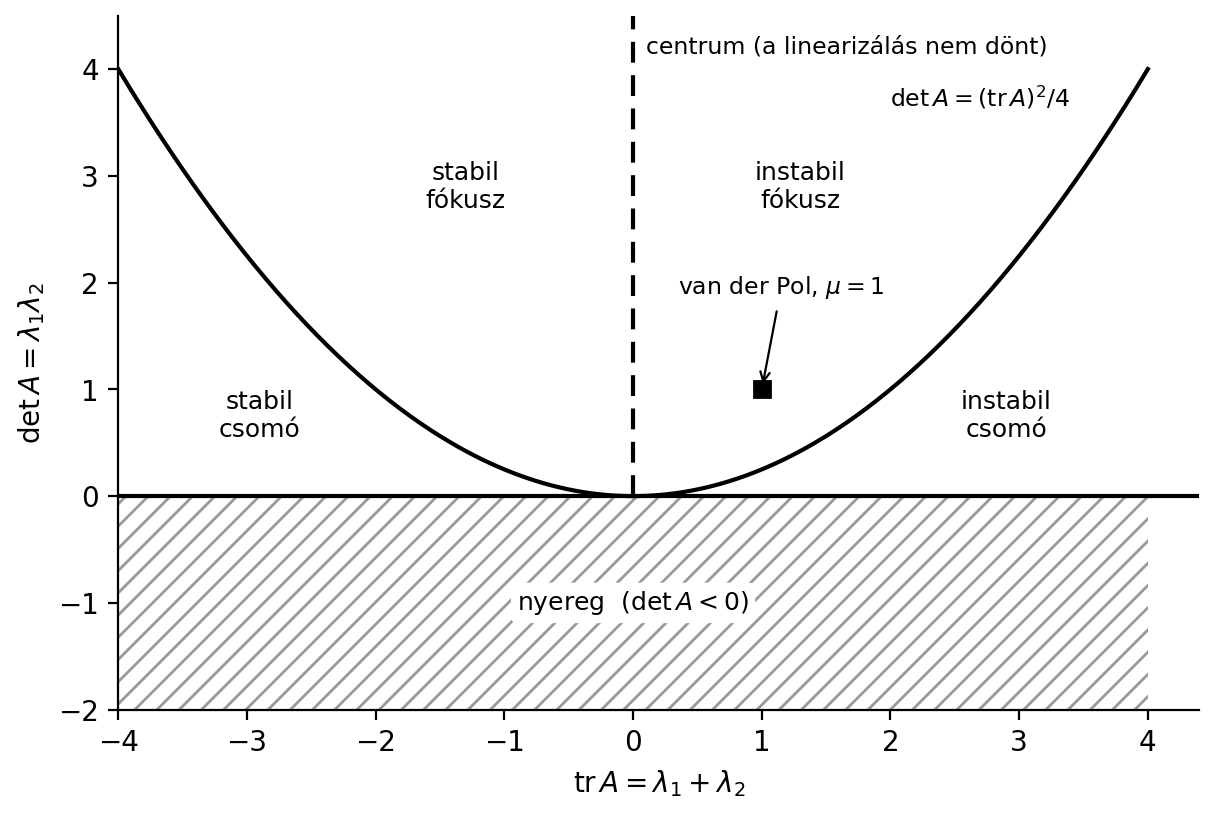 centrum (a linearizálás nem dönt)
det A = (tr A)²/4
stabil
fókusz
instabil
fókusz
van der Pol, μ = 1
stabil
csomó
instabil
csomó
nyereg (det A < 0)
det A = λ₁λ₂
4
3
2
1
0
−1
−2
−4
−3
−2
−1
0
1
2
3
4
tr A = λ₁ + λ₂